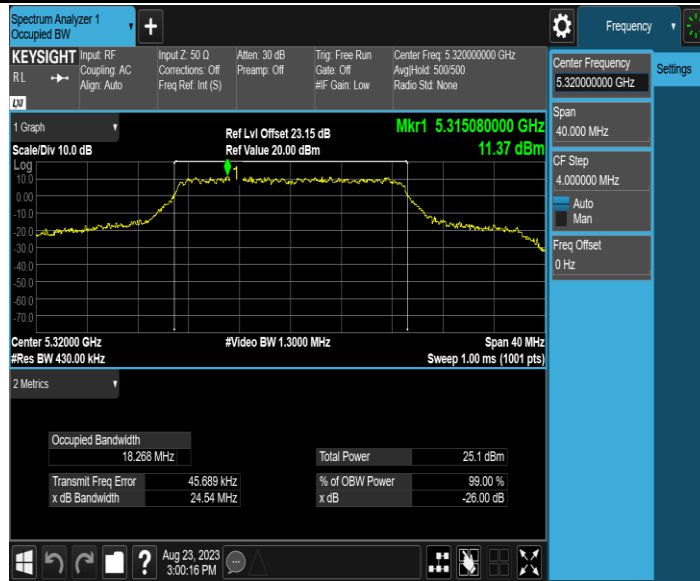 Spectrum Analyzer 1
Occupied BW
Frequency
KEYSIGHT
Input: RF
Coupling: AC
Align: Auto
Input Z: 50 Ω
Corrections: Off
Freq Ref: Int (S)
Atten: 30 dB
Preamp: Off
Trig: Free Run
Gate: Off
#IF Gain: Low
Center Freq: 5.320000000 GHz
Avg|Hold: 500/500
Radio Std: None
R L
LXI
Center Frequency
5.320000000 GHz
Settings
Span
40.000 MHz
CF Step
4.000000 MHz
Auto
Man
Freq Offset
0 Hz
1 Graph
Scale/Div 10.0 dB
Ref Lvl Offset 23.15 dB
Ref Value 20.00 dBm
Mkr1 5.315080000 GHz
11.37 dBm
Log
10.0
0.00
-10.0
-20.0
-30.0
-40.0
-50.0
-60.0
-70.0
1
Center 5.32000 GHz
#Res BW 430.00 kHz
#Video BW 1.3000 MHz
Span 40 MHz
Sweep 1.00 ms (1001 pts)
2 Metrics
Occupied Bandwidth
18.268 MHz
Total Power 25.1 dBm
Transmit Freq Error 45.689 kHz
% of OBW Power 99.00 %
x dB Bandwidth 24.54 MHz
x dB -26.00 dB
Aug 23, 2023
3:00:16 PM